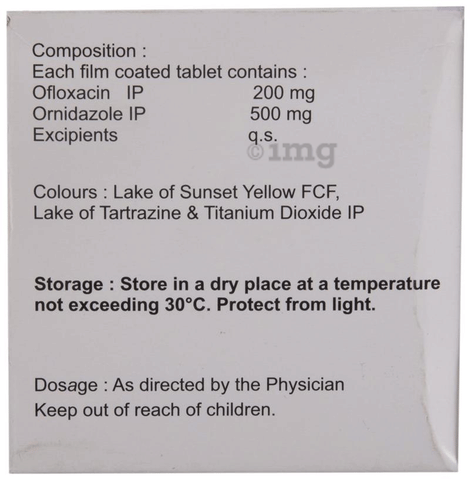 Composition :
Each film coated tablet contains :
Ofloxacin IP 200 mg
Ornidazole IP 500 mg
Excipients q.s.
©1mg
Colours : Lake of Sunset Yellow FCF,
Lake of Tartrazine & Titanium Dioxide IP
Storage : Store in a dry place at a temperature
not exceeding 30°C. Protect from light.
Dosage : As directed by the Physician
Keep out of reach of children.